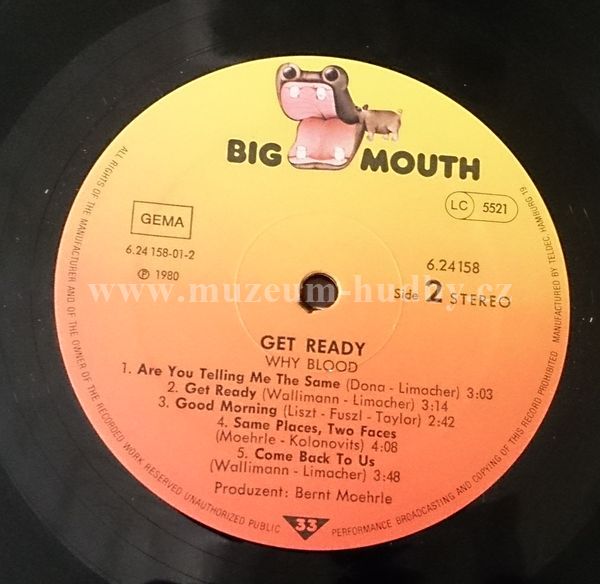 BIG MOUTH
GEMA
LC 5521
6.24 158-01-2
℗ 1980
6.24158
Side 2 STEREO
www.muzeum-hudby.cz
GET READY
WHY BLOOD
1. Are You Telling Me The Same (Dona - Limacher) 3:03
2. Get Ready (Wallimann - Limacher) 3:14
3. Good Morning (Liszt - Fuszl - Taylor) 2:42
4. Same Places, Two Faces
(Moehrle - Kolonovits) 4:08
5. Come Back To Us
(Wallimann - Limacher) 3:48
Produzent: Bernt Moehrle
33
ALL RIGHTS OF THE MANUFACTURER AND OF THE OWNER OF THE RECORDED WORK RESERVED UNAUTHORIZED PUBLIC PERFORMANCE BROADCASTING AND COPYING OF THIS RECORD PROHIBITED MANUFACTURED BY TELDEC, HAMBURG 19